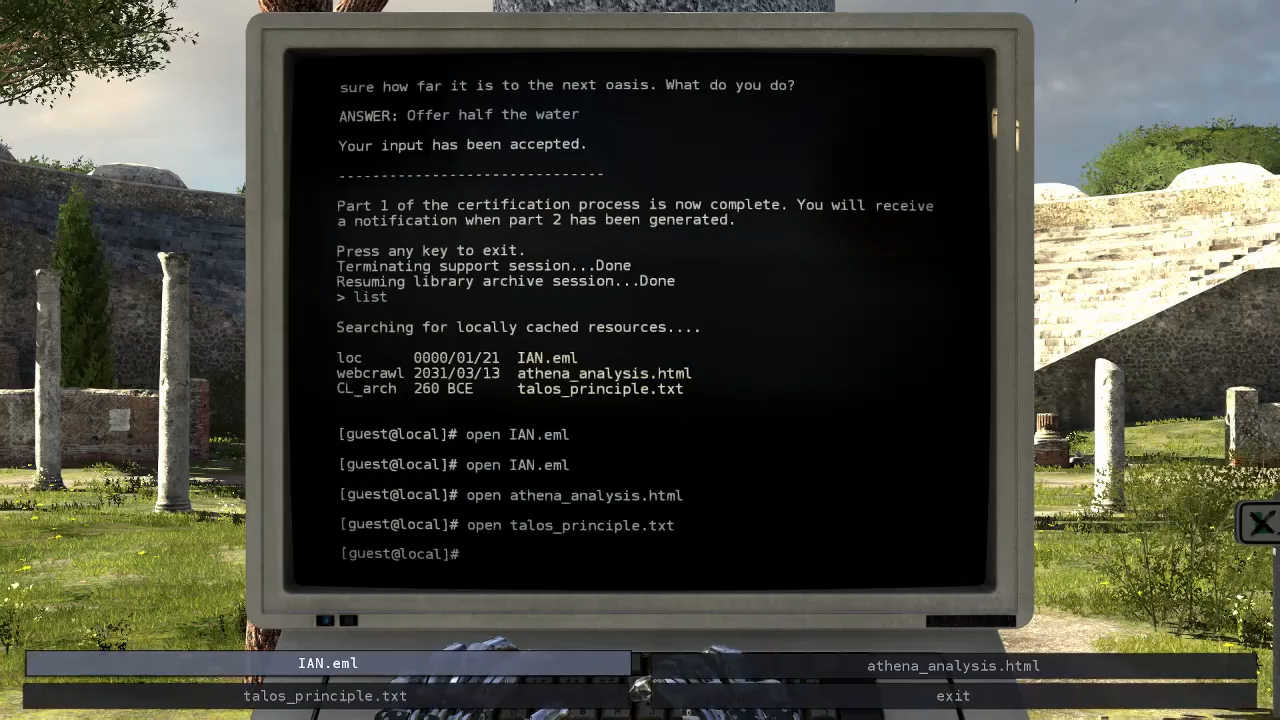 sure how far it is to the next oasis. What do you do?
ANSWER: Offer half the water
Your input has been accepted.
-------------------------------
Part 1 of the certification process is now complete. You will receive
a notification when part 2 has been generated.
Press any key to exit.
Terminating support session...Done
Resuming library archive session...Done
> list
Searching for locally cached resources....
loc 0000/01/21 IAN.eml
webcrawl 2031/03/13 athena_analysis.html
CL_arch 260 BCE talos_principle.txt
[guest@local]# open IAN.eml
[guest@local]# open IAN.eml
[guest@local]# open athena_analysis.html
[guest@local]# open talos_principle.txt
[guest@local]#
X
IAN.eml
athena_analysis.html
talos_principle.txt
exit